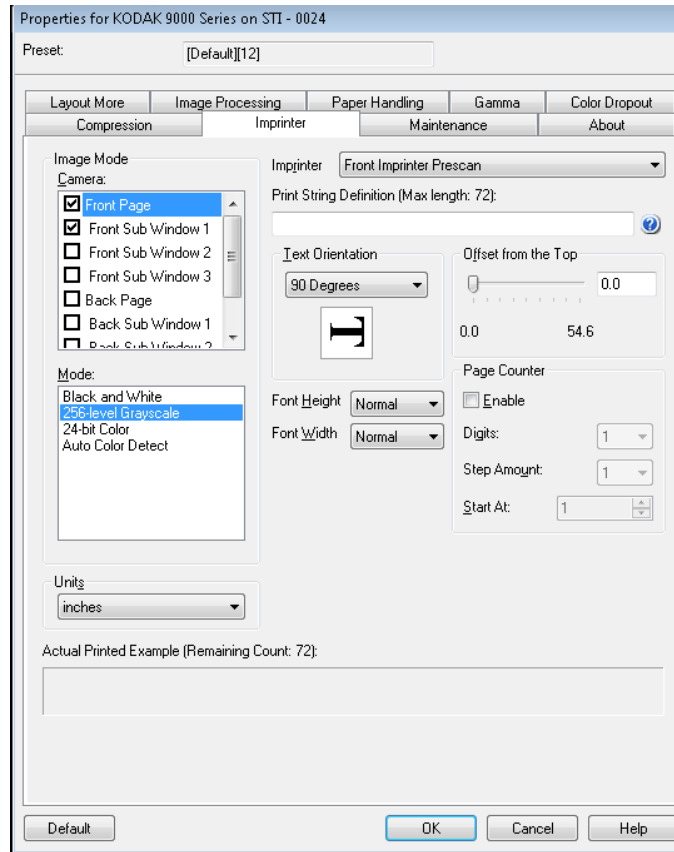 Properties for KODAK 9000 Series on STI - 0024
Preset: [Default][12]
Layout More Image Processing Paper Handling Gamma Color Dropout
Compression Imprinter Maintenance About
Image Mode
Camera:
Front Page
Front Sub Window 1
Front Sub Window 2
Front Sub Window 3
Back Page
Back Sub Window 1
Back Sub Window 2
Mode:
Black and White
256-level Grayscale
24-bit Color
Auto Color Detect
Units
inches
Imprinter Front Imprinter Prescan
Print String Definition (Max length: 72):
Text Orientation
90 Degrees
T
Font Height Normal
Font Width Normal
Offset from the Top
0.0
0.0 54.6
Page Counter
Enable
Digits: 1
Step Amount: 1
Start At: 1
Actual Printed Example (Remaining Count: 72):
Default OK Cancel Help